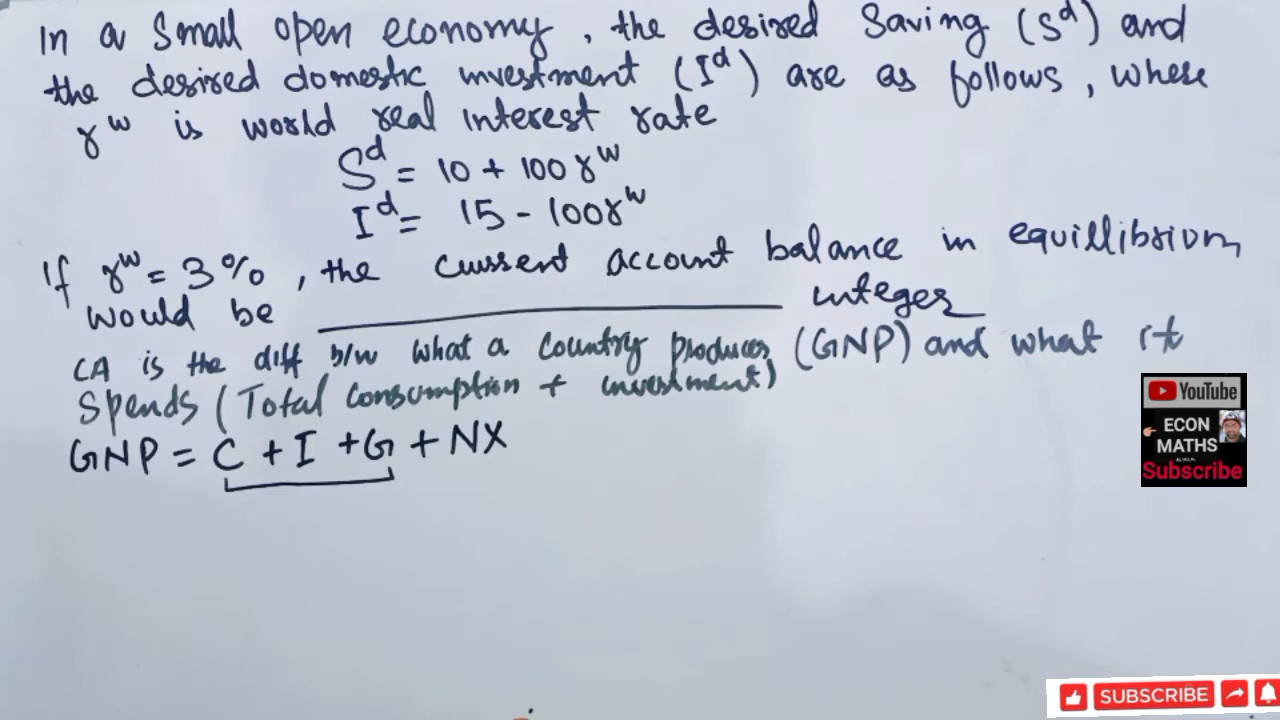 In a Small open economy, the desired Saving (S^d) and
the desired domestic investment (I^d) are as follows, where
r^w is world real interest rate
S^d = 10 + 100 r^w
I^d = 15 - 100r^w
If r^w = 3%, the current account balance in equillibrium,
would be ____________ integer
CA is the diff b/w what a Country produces (GNP) and what it
Spends (Total Consumption + investment)
GNP = C + I + G + NX
YouTube
ECON
MATHS
Subscribe
SUBSCRIBE